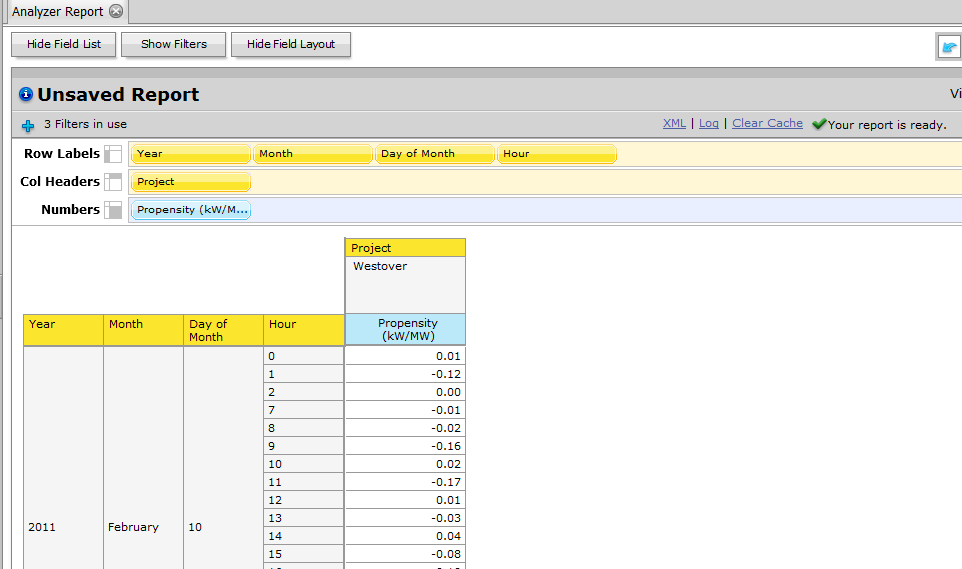 Analyzer Report
Hide Field List Show Filters Hide Field Layout
Unsaved Report
3 Filters in use XML | Log | Clear Cache Your report is ready.
Row Labels Year Month Day of Month Hour
Col Headers Project
Numbers Propensity (kW/M...
Project
Westover
Year Month Day of Month Hour Propensity (kW/MW)
0 0.01
1 -0.12
2 0.00
7 -0.01
8 -0.02
9 -0.16
10 0.02
11 -0.17
12 0.01
13 -0.03
2011 February 10
14 0.04
15 -0.08